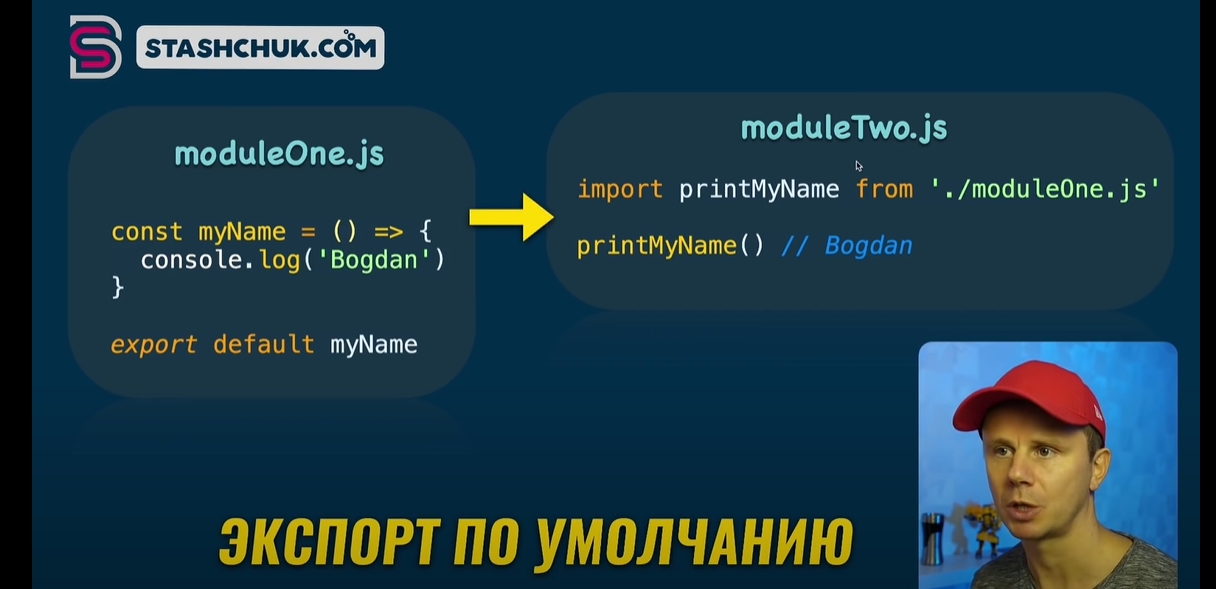 STASHCHUK.COM
moduleOne.js
const myName = () => {
  console.log('Bogdan')
}
export default myName
moduleTwo.js
import printMyName from './moduleOne.js'
printMyName() // Bogdan
ЭКСПОРТ ПО УМОЛЧАНИЮ